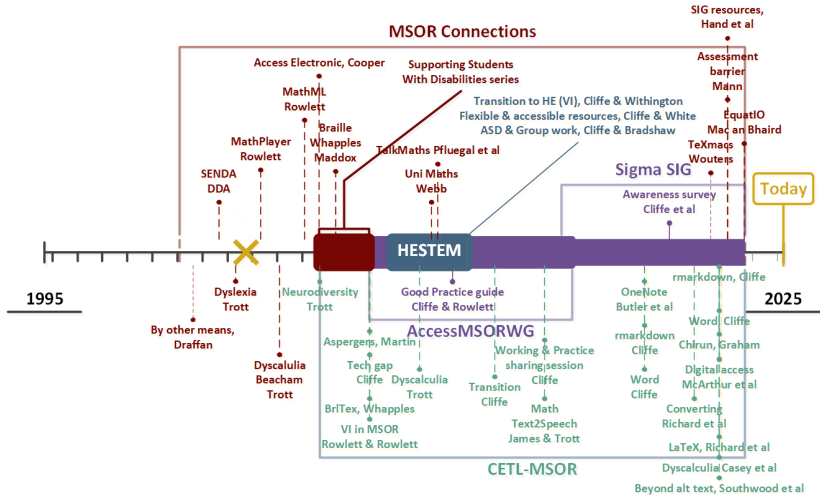 SIG resources,
Hand et al
MSOR Connections
Access Electronic, Cooper
Supporting Students
With Disabilities series
Assessment
barrier
Mann
MathML
Rowlett
Transition to HE (VI), Cliffe & Withington
Flexible & accessible resources, Cliffe & White
ASD & Group work, Cliffe & Bradshaw
EquatIO
Mac an Bhaird
Braille
Whapples
Maddox
MathPlayer
Rowlett
TalkMaths Pfluegal et al
TeXmacs
Wouters
SENDA
DDA
Uni Maths
Webb
Sigma SIG
Today
Awareness survey
Cliffe et al
HESTEM
1995
2025
rmarkdown, Cliffe
Dyslexia
Trott
Neurodiversity
Trott
Good Practice guide
Cliffe & Rowlett
OneNote
Butler et al
By other means,
Draffan
AccessMSORWG
Word, Cliffe
Aspergers, Martin
Working & Practice
sharing session
Cliffe
rmarkdown
Cliffe
Chirun, Graham
Dyscalulia
Beacham
Trott
Tech gap
Cliffe
Dyscalculia
Trott
Transition
Cliffe
Word
Cliffe
Digital access
McArthur et al
BrlTex, Whapples
Math
Text2Speech
James & Trott
Converting
Richard et al
VI in MSOR
Rowlett & Rowlett
LaTeX, Richard et al
CETL-MSOR
Dyscalculia Casey et al
Beyond alt text, Southwood et al